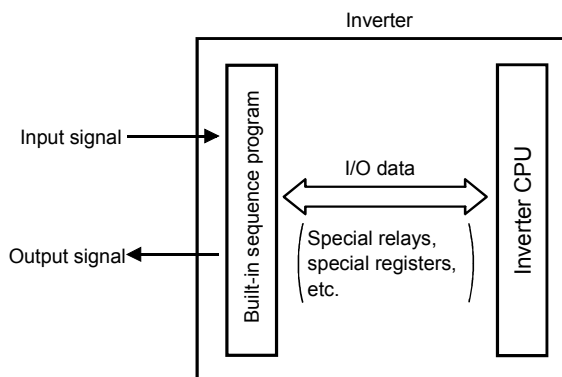 Inverter
Input signal
Output signal
Built-in sequence program
I/O data
(Special relays,
special registers,
etc.)
Inverter CPU